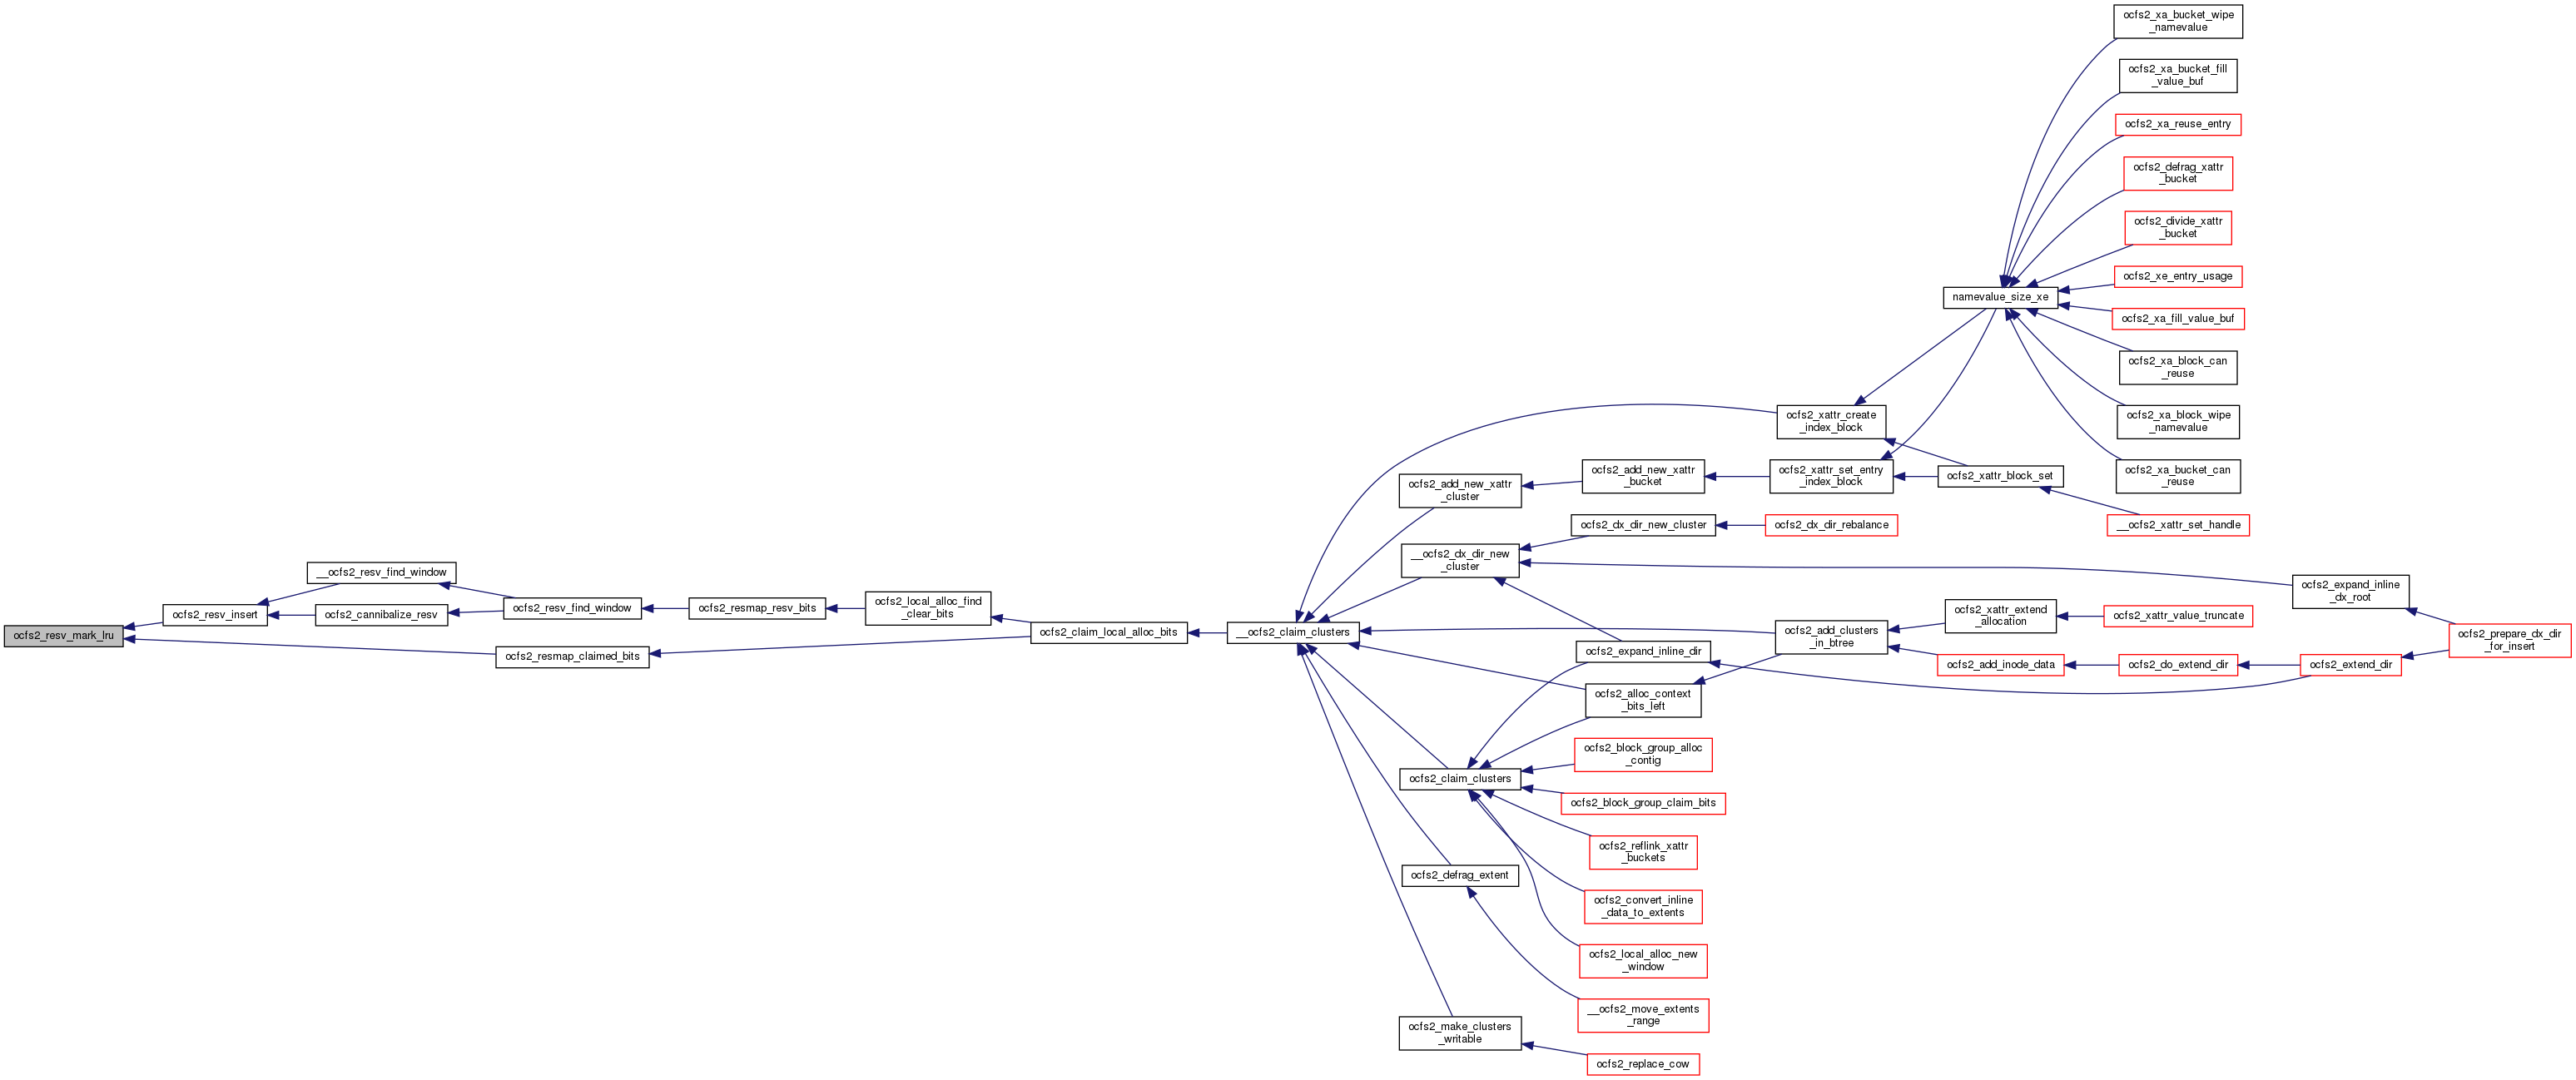 ocfs2_resv_mark_lru
ocfs2_resv_insert
__ocfs2_resv_find_window
ocfs2_cannibalize_resv
ocfs2_resv_find_window
ocfs2_resmap_claimed_bits
ocfs2_resmap_resv_bits
ocfs2_local_alloc_find
_clear_bits
ocfs2_claim_local_alloc_bits
__ocfs2_claim_clusters
ocfs2_add_new_xattr
_cluster
__ocfs2_dx_dir_new
_cluster
ocfs2_claim_clusters
ocfs2_defrag_extent
ocfs2_make_clusters
_writable
ocfs2_add_new_xattr
_bucket
ocfs2_dx_dir_new_cluster
ocfs2_expand_inline_dir
ocfs2_alloc_context
_bits_left
ocfs2_block_group_alloc
_contig
ocfs2_block_group_claim_bits
ocfs2_reflink_xattr
_buckets
ocfs2_convert_inline
_data_to_extents
ocfs2_local_alloc_new
_window
__ocfs2_move_extents
_range
ocfs2_replace_cow
ocfs2_xattr_create
_index_block
ocfs2_xattr_set_entry
_index_block
ocfs2_dx_dir_rebalance
ocfs2_add_clusters
_in_btree
namevalue_size_xe
ocfs2_xattr_block_set
ocfs2_xattr_extend
_allocation
ocfs2_add_inode_data
ocfs2_xa_bucket_wipe
_namevalue
ocfs2_xa_bucket_fill
_value_buf
ocfs2_xa_reuse_entry
ocfs2_defrag_xattr
_bucket
ocfs2_divide_xattr
_bucket
ocfs2_xe_entry_usage
ocfs2_xa_fill_value_buf
ocfs2_xa_block_can
_reuse
ocfs2_xa_block_wipe
_namevalue
ocfs2_xa_bucket_can
_reuse
__ocfs2_xattr_set_handle
ocfs2_xattr_value_truncate
ocfs2_do_extend_dir
ocfs2_expand_inline
_dx_root
ocfs2_extend_dir
ocfs2_prepare_dx_dir
_for_insert